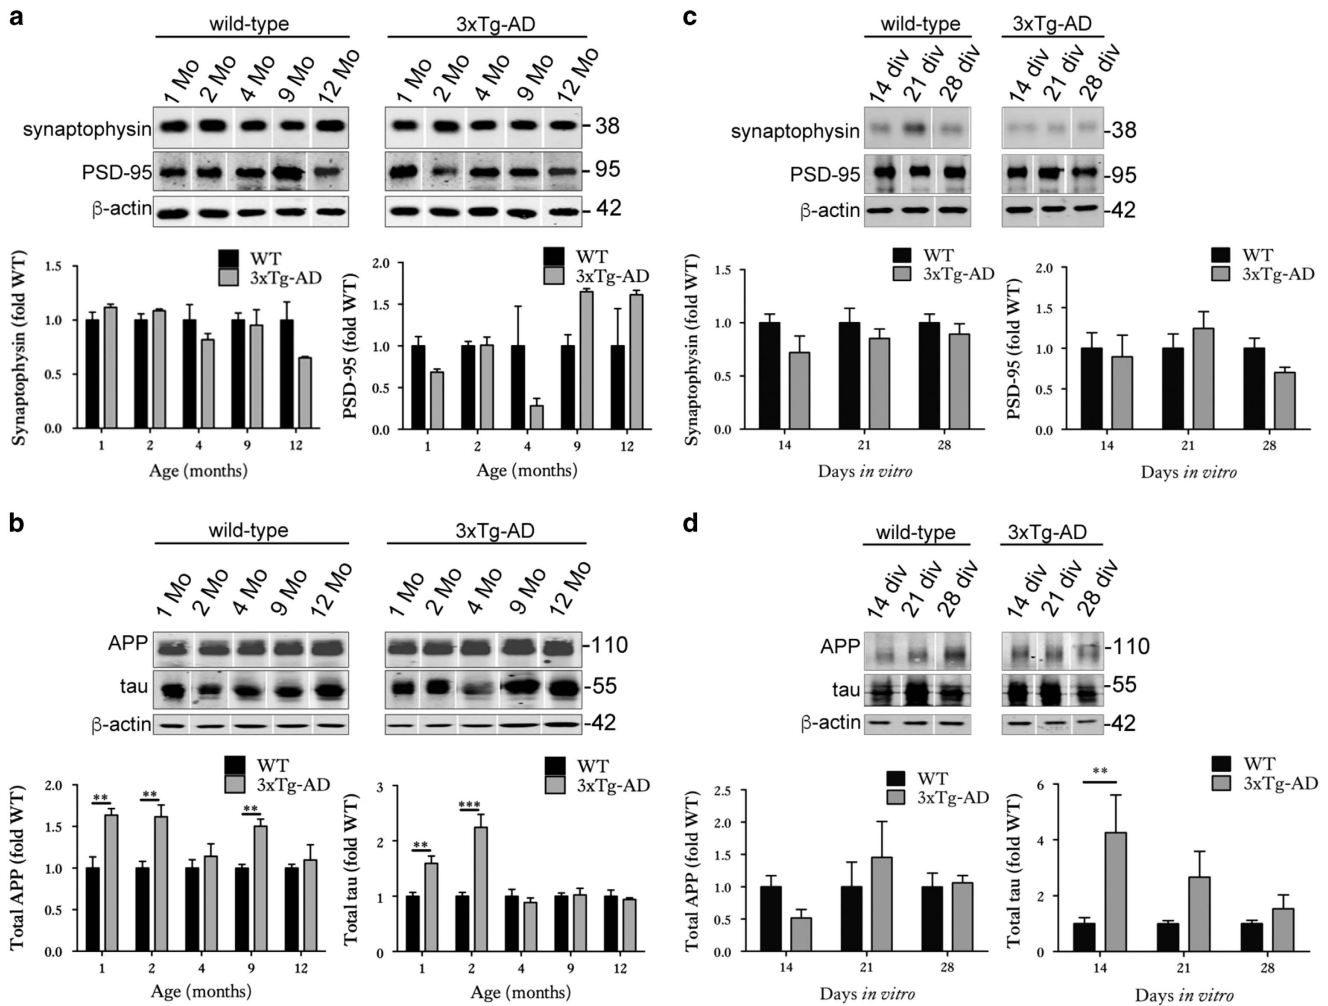 a
wild-type
3xTg-AD
1 Mo
2 Mo
4 Mo
9 Mo
12 Mo
1 Mo
2 Mo
4 Mo
9 Mo
12 Mo
synaptophysin
-38
PSD-95
-95
β-actin
-42
WT
3xTg-AD
Synaptophysin (fold WT)
1.5
1.0
0.5
0.0
1 2 4 9 12
Age (months)
WT
3xTg-AD
PSD-95 (fold WT)
2.0
1.5
1.0
0.5
0.0
1 2 4 9 12
Age (months)
b
wild-type
3xTg-AD
1 Mo
2 Mo
4 Mo
9 Mo
12 Mo
1 Mo
2 Mo
4 Mo
9 Mo
12 Mo
APP
-110
tau
-55
β-actin
-42
WT
3xTg-AD
Total APP (fold WT)
2.0
1.5
1.0
0.5
0.0
**
**
**
1 2 4 9 12
Age (months)
WT
3xTg-AD
Total tau (fold WT)
3
2
1
0
**
***
1 2 4 9 12
Age (months)
c
wild-type
3xTg-AD
14 div
21 div
28 div
14 div
21 div
28 div
synaptophysin
-38
PSD-95
-95
β-actin
-42
WT
3xTg-AD
Synaptophysin (fold WT)
1.5
1.0
0.5
0.0
14 21 28
Days in vitro
WT
3xTg-AD
PSD-95 (fold WT)
2.0
1.5
1.0
0.5
0.0
14 21 28
Days in vitro
d
wild-type
3xTg-AD
14 div
21 div
28 div
14 div
21 div
28 div
APP
-110
tau
-55
β-actin
-42
WT
3xTg-AD
Total APP (fold WT)
2.5
2.0
1.5
1.0
0.5
0.0
14 21 28
Days in vitro
WT
3xTg-AD
Total tau (fold WT)
6
4
2
0
**
14 21 28
Days in vitro